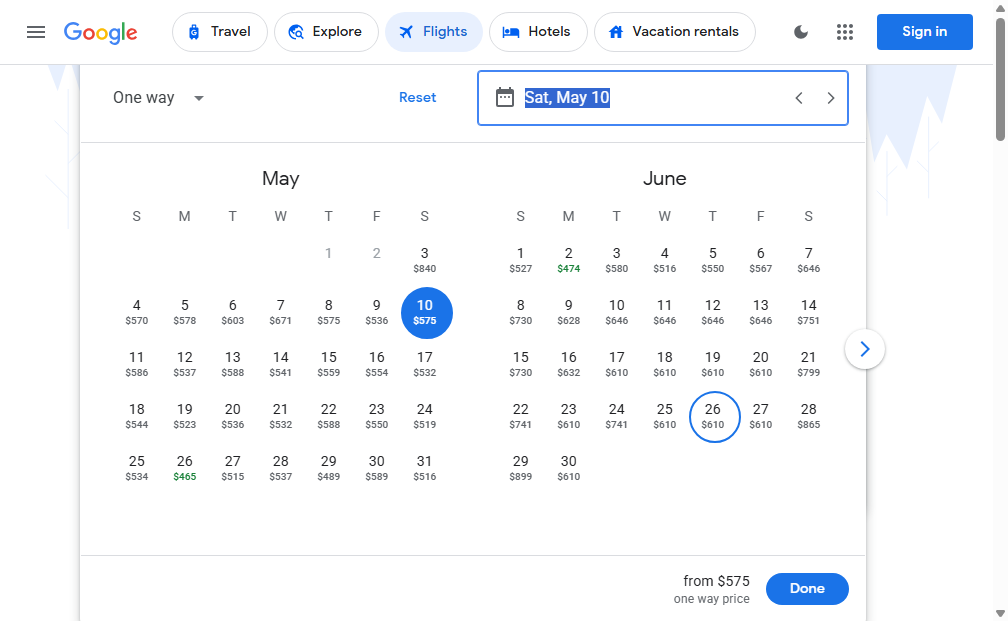 Google
Travel
Explore
Flights
Hotels
Vacation rentals
Sign in
One way
Reset
Sat, May 10
May
June
S M T W T F S
S M T W T F S
1 2 3
$840
1 2 3 4 5 6 7
$527 $474 $580 $516 $550 $567 $646
4 5 6 7 8 9 10
$570 $578 $603 $671 $575 $536 $575
8 9 10 11 12 13 14
$730 $628 $646 $646 $646 $646 $751
11 12 13 14 15 16 17
$586 $537 $588 $541 $559 $554 $532
15 16 17 18 19 20 21
$730 $632 $610 $610 $610 $610 $799
18 19 20 21 22 23 24
$544 $523 $536 $532 $588 $550 $519
22 23 24 25 26 27 28
$741 $610 $741 $610 $610 $610 $865
25 26 27 28 29 30 31
$534 $465 $515 $537 $489 $589 $516
29 30
$899 $610
from $575
one way price
Done